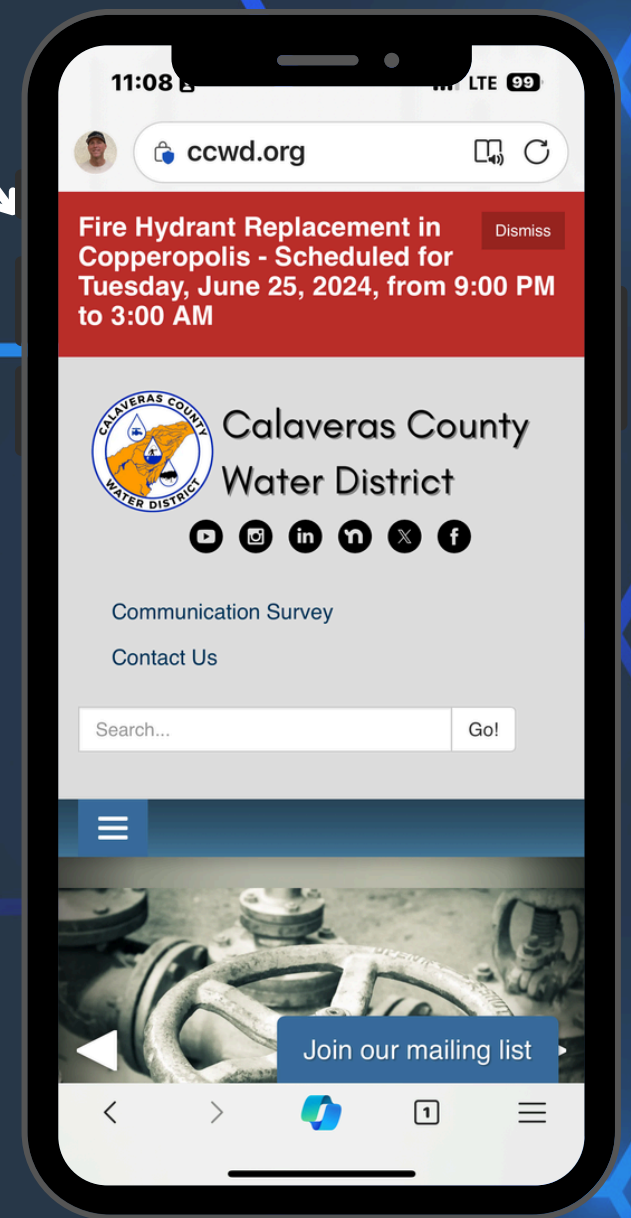 11:08
LTE 99
ccwd.org
Fire Hydrant Replacement in
Copperopolis - Scheduled for
Tuesday, June 25, 2024, from 9:00 PM
to 3:00 AM
Dismiss
CALAVERAS COUNTY
WATER DISTRICT
Calaveras County
Water District
in
X
f
Communication Survey
Contact Us
Search...
Go!
Join our mailing list
1